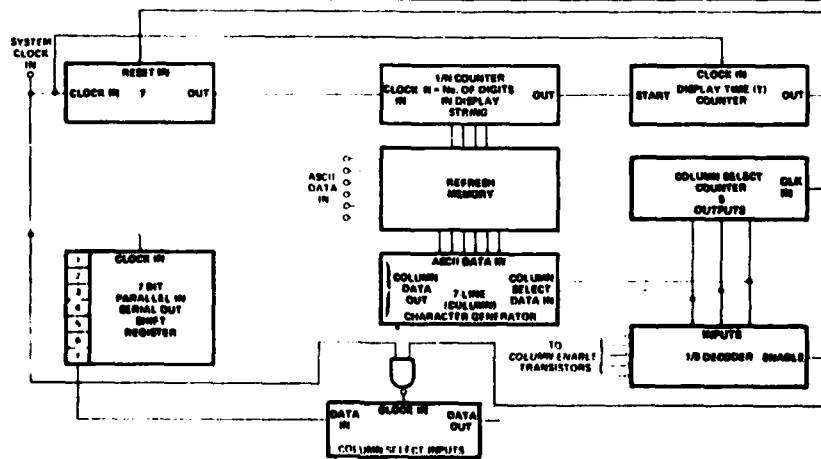 SYSTEM
CLOCK
IN
RESET IN
CLOCK IN 7 OUT
1/N COUNTER
CLOCK N = No. OF DIGITS OUT
IN IN DISPLAY
STRING
CLOCK IN
START DISPLAY TIME (T) OUT
COUNTER
ASCII
DATA
IN
REFRESH
MEMORY
COLUMN SELECT CLK
COUNTER IN
5
OUTPUTS
CLOCK IN
1
2
3
4
5
6
7
7 BIT
PARALLEL IN
SERIAL OUT
SHIFT
REGISTER
ASCII DATA IN
COLUMN COLUMN
DATA SELECT
OUT 7-LINE DATA IN
(COLUMN)
CHARACTER GENERATOR
TO
COLUMN ENABLE
TRANSISTORS
INPUTS
1/5 DECODER ENABLE
CLOCK IN
DATA DATA
IN OUT
COLUMN SELECT INPUTS